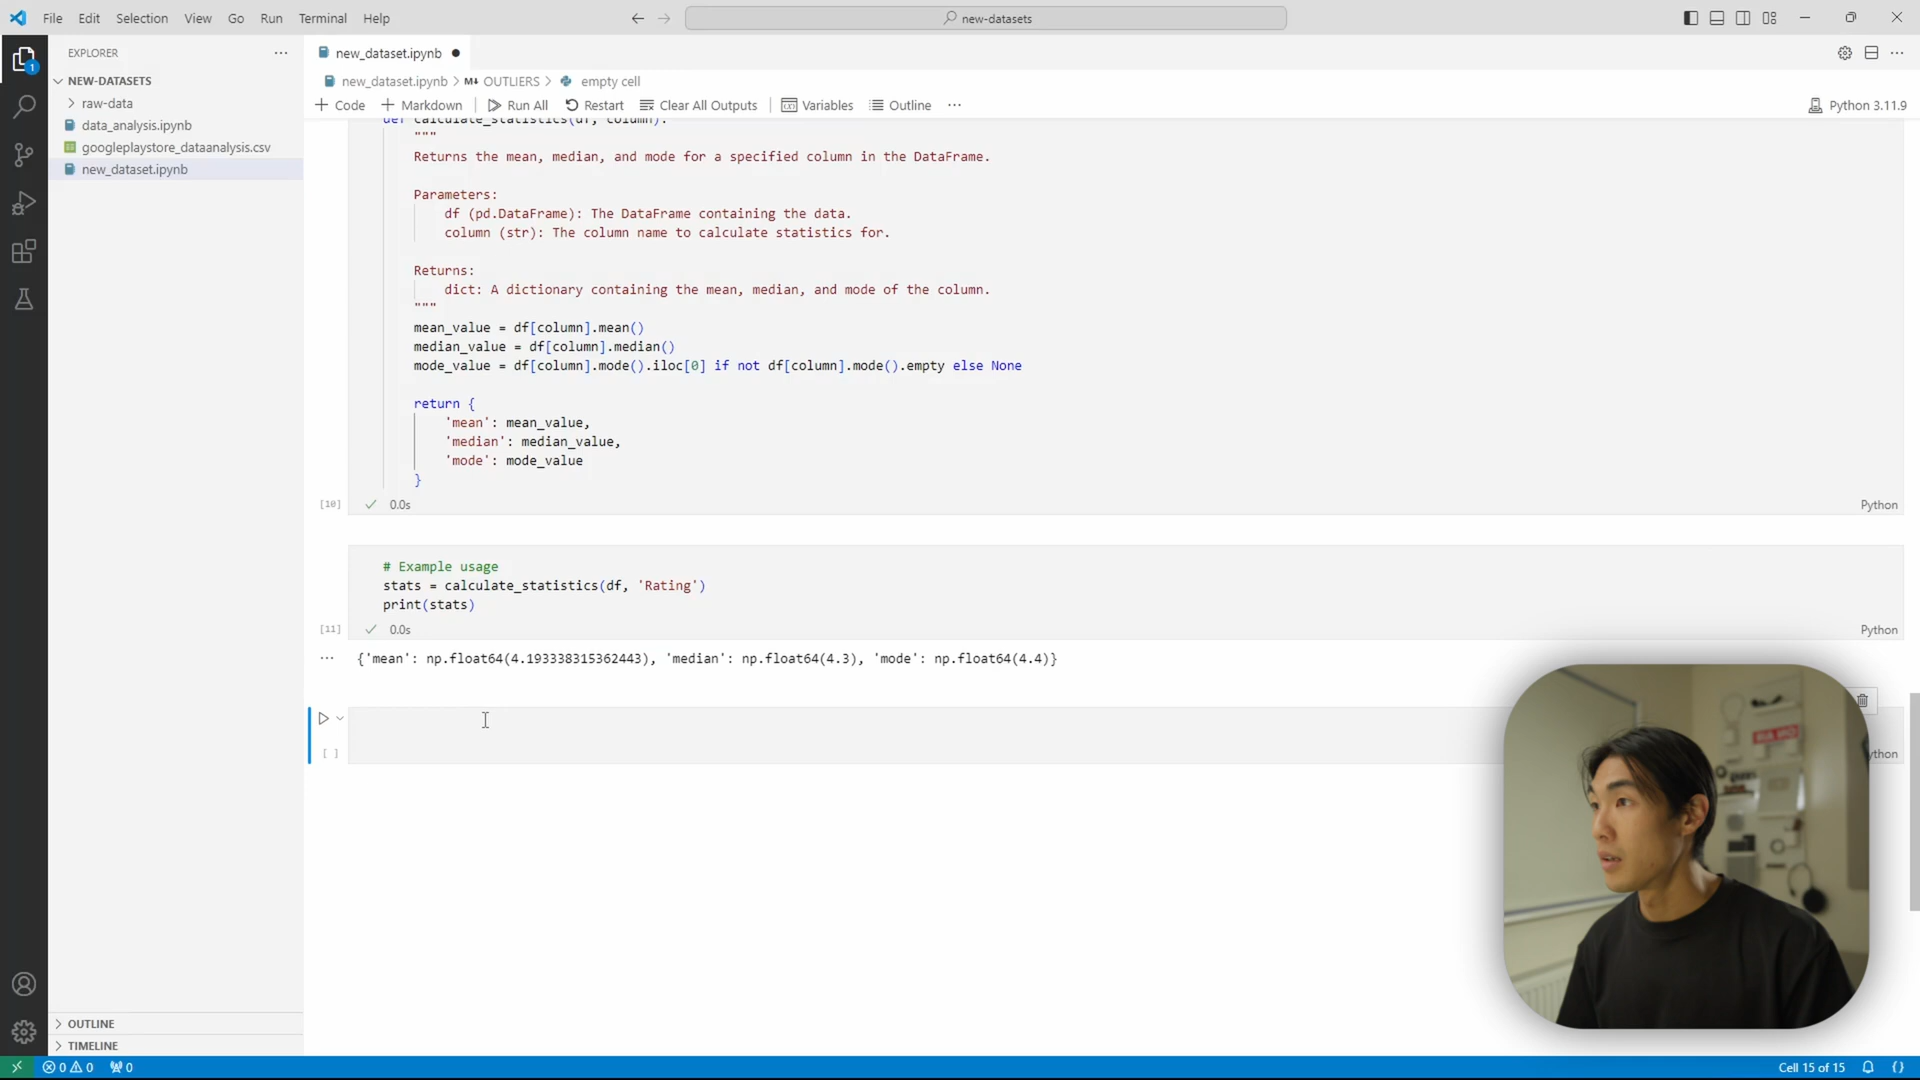 File Edit Selection View Go Run Terminal Help
new-datasets
EXPLORER
new_dataset.ipynb
NEW-DATASETS
new_dataset.ipynb > M↓ OUTLIERS > empty cell
raw-data
+ Code + Markdown Run All Restart Clear All Outputs Variables Outline ...
Python 3.11.9
data_analysis.ipynb
googleplaystore_dataanalysis.csv
new_dataset.ipynb
def calculate_statistics(df, column):
"""
Returns the mean, median, and mode for a specified column in the DataFrame.
Parameters:
df (pd.DataFrame): The DataFrame containing the data.
column (str): The column name to calculate statistics for.
Returns:
dict: A dictionary containing the mean, median, and mode of the column.
"""
mean_value = df[column].mean()
median_value = df[column].median()
mode_value = df[column].mode().iloc[0] if not df[column].mode().empty else None
return {
'mean': mean_value,
'median': median_value,
'mode': mode_value
}
[10] 0.0s Python
# Example usage
stats = calculate_statistics(df, 'Rating')
print(stats)
[11] 0.0s Python
{'mean': np.float64(4.193338315362443), 'median': np.float64(4.3), 'mode': np.float64(4.4)}
[ ]
OUTLINE
TIMELINE
0 0 0
Cell 15 of 15
1